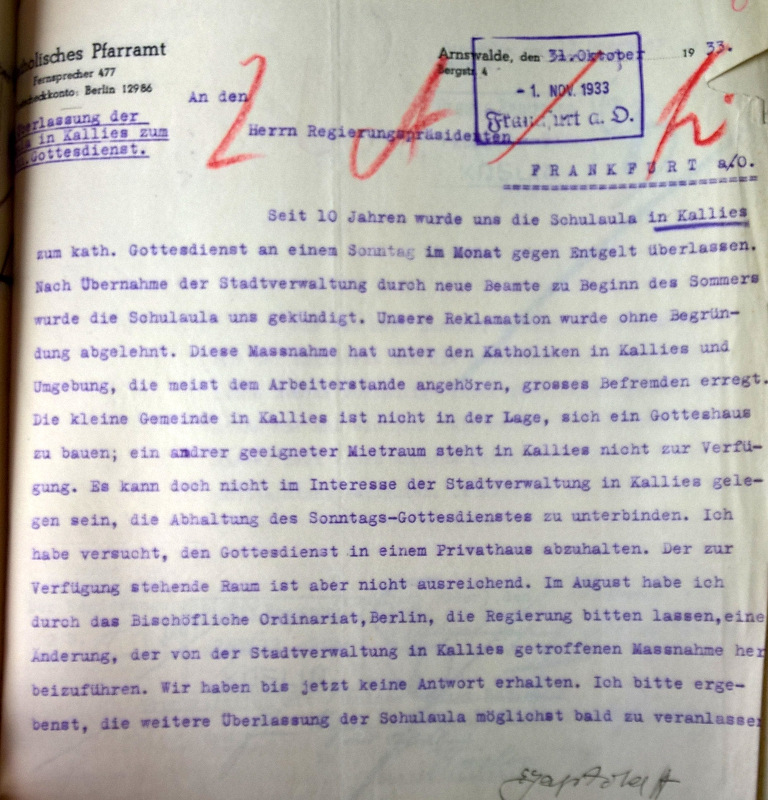 Pfarramt
Fernsprecher 477
Berlin 12986
Arnswalde, den 31.Oktober 1933.
Bergstr. 4
- 1. NOV. 1933
Frankfurt a. O.
An den
Herrn Regierungspräsidenten
der
in Kallies zum
Gottesdienst.
FRANKFURT a/O.
Seit 10 Jahren wurde uns die Schulaula in Kallies
zum kath. Gottesdienst an einem Sonntag im Monat gegen Entgelt überlassen.
Nach Übernahme der Stadtverwaltung durch neue Beamte zu Beginn des Sommers
wurde die Schulaula uns gekündigt. Unsere Reklamation wurde ohne Begrün-
dung abgelehnt. Diese Massnahme hat unter den Katholiken in Kallies und
Umgebung, die meist dem Arbeiterstande angehören, grosses Befremden erregt.
Die kleine Gemeinde in Kallies ist nicht in der Lage, sich ein Gotteshaus
zu bauen; ein andrer geeigneter Mietraum steht in Kallies nicht zur Verfü-
gung. Es kann doch nicht im Interesse der Stadtverwaltung in Kallies gele-
gen sein, die Abhaltung des Sonntags-Gottesdienstes zu unterbinden. Ich
habe versucht, den Gottesdienst in einem Privathaus abzuhalten. Der zur
Verfügung stehende Raum ist aber nicht ausreichend. Im August habe ich
durch das Bischöfliche Ordinariat,Berlin, die Regierung bitten lassen,eine
Änderung, der von der Stadtverwaltung in Kallies getroffenen Massnahme her
beizuführen. Wir haben bis jetzt keine Antwort erhalten. Ich bitte erge-
benst, die weitere Überlassung der Schulaula möglichst bald zu veranlassen